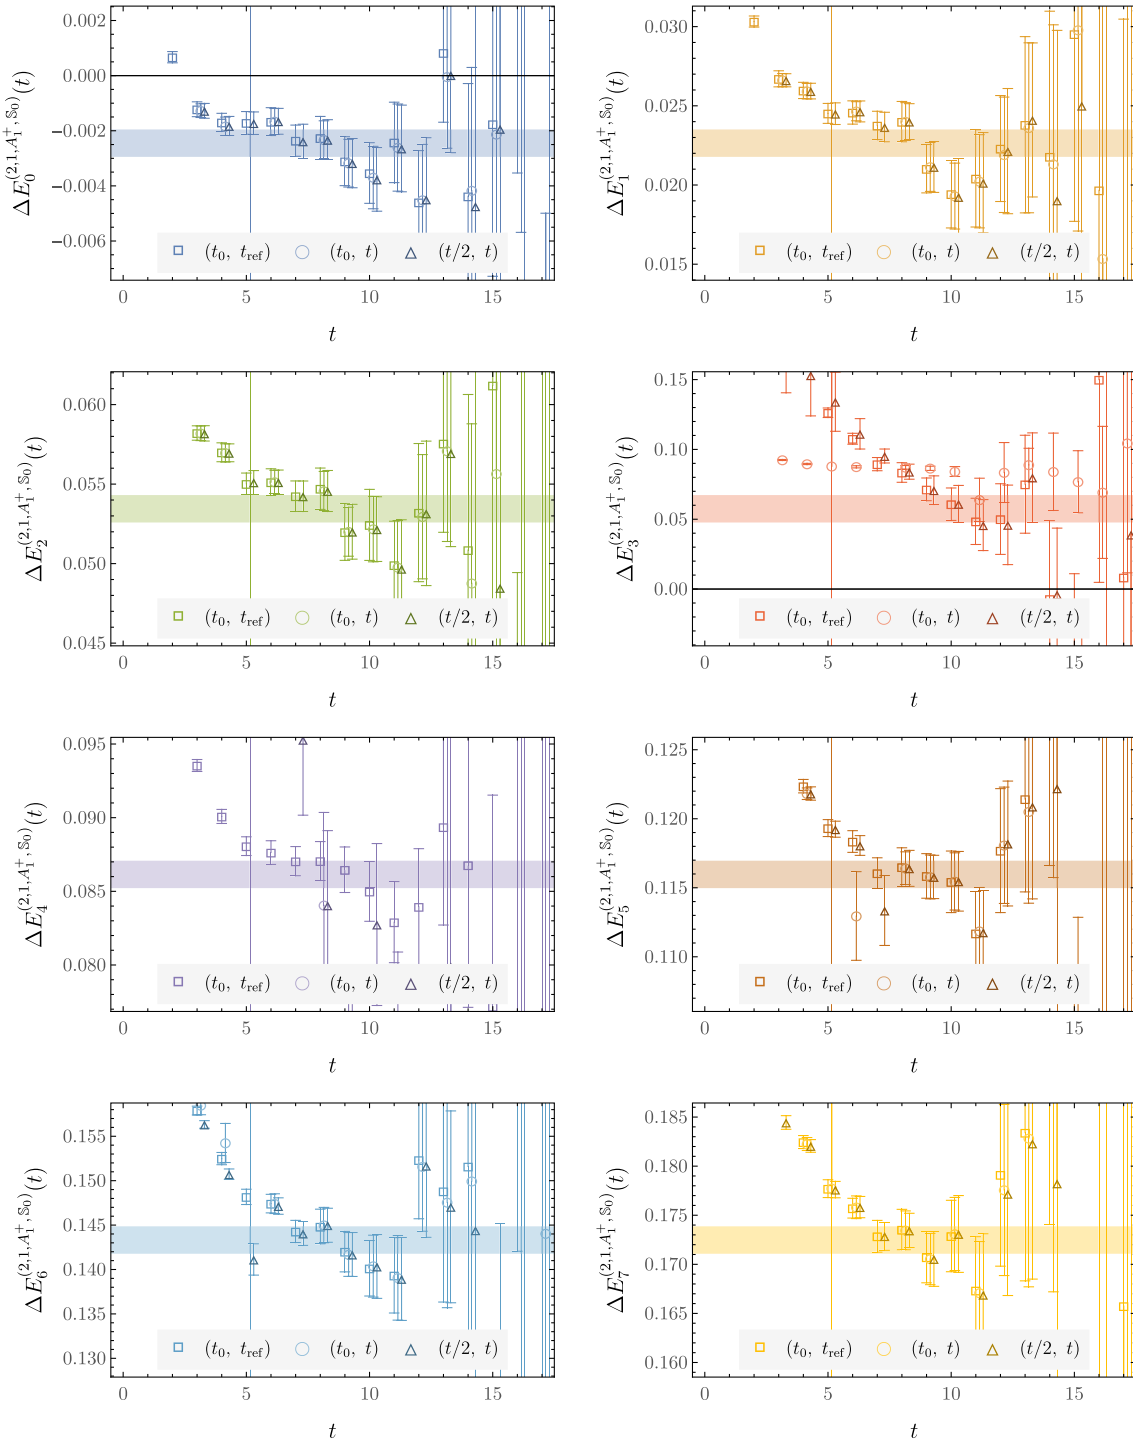 0.002
0.000
−0.002
−0.004
−0.006
ΔE_0^{(2,1,A_1^+,𝕊_0)}(t)
(t_0, t_ref) (t_0, t) (t/2, t)
0 5 10 15
t
0.030
0.025
0.020
0.015
ΔE_1^{(2,1,A_1^+,𝕊_0)}(t)
(t_0, t_ref) (t_0, t) (t/2, t)
0 5 10 15
t
0.060
0.055
0.050
0.045
ΔE_2^{(2,1,A_1^+,𝕊_0)}(t)
(t_0, t_ref) (t_0, t) (t/2, t)
0 5 10 15
t
0.15
0.10
0.05
0.00
ΔE_3^{(2,1,A_1^+,𝕊_0)}(t)
(t_0, t_ref) (t_0, t) (t/2, t)
0 5 10 15
t
0.095
0.090
0.085
0.080
ΔE_4^{(2,1,A_1^+,𝕊_0)}(t)
(t_0, t_ref) (t_0, t) (t/2, t)
0 5 10 15
t
0.125
0.120
0.115
0.110
ΔE_5^{(2,1,A_1^+,𝕊_0)}(t)
(t_0, t_ref) (t_0, t) (t/2, t)
0 5 10 15
t
0.155
0.150
0.145
0.140
0.135
0.130
ΔE_6^{(2,1,A_1^+,𝕊_0)}(t)
(t_0, t_ref) (t_0, t) (t/2, t)
0 5 10 15
t
0.185
0.180
0.175
0.170
0.165
0.160
ΔE_7^{(2,1,A_1^+,𝕊_0)}(t)
(t_0, t_ref) (t_0, t) (t/2, t)
0 5 10 15
t